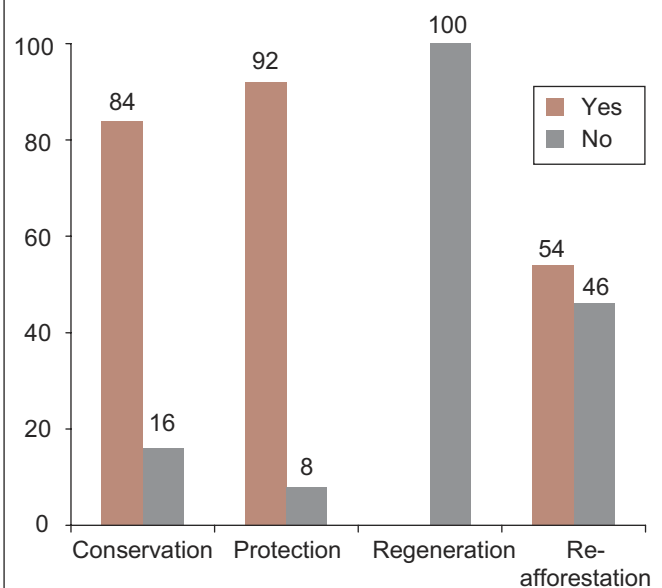 100
80
60
40
20
0
84
16
92
8
100
54
46
Yes
No
Conservation
Protection
Regeneration
Re-
afforestation